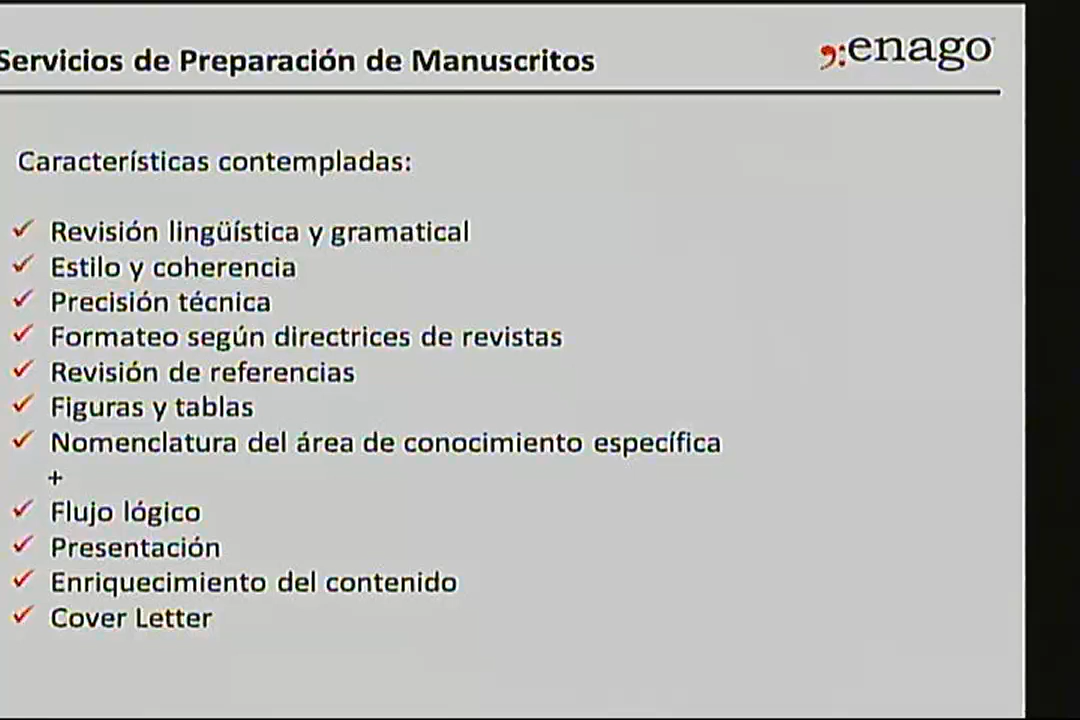 Servicios de Preparación de Manuscritos
enago
Características contempladas:
✓ Revisión lingüística y gramatical
✓ Estilo y coherencia
✓ Precisión técnica
✓ Formateo según directrices de revistas
✓ Revisión de referencias
✓ Figuras y tablas
✓ Nomenclatura del área de conocimiento específica
+
✓ Flujo lógico
✓ Presentación
✓ Enriquecimiento del contenido
✓ Cover Letter